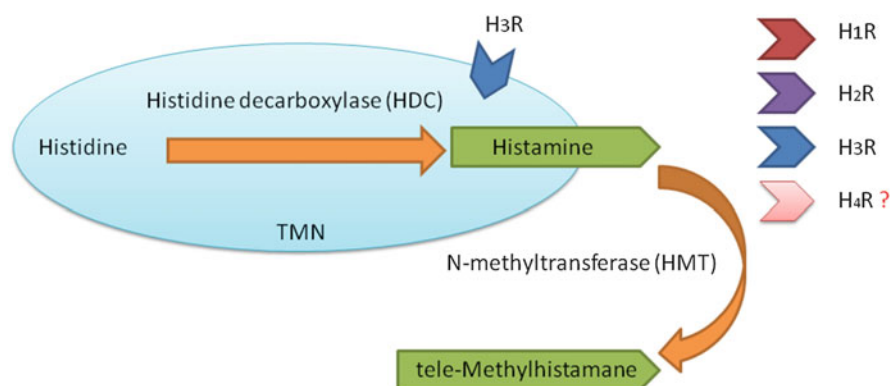 H3R
Histidine decarboxylase (HDC)
Histidine
Histamine
TMN
N-methyltransferase (HMT)
tele-Methylhistamane
H1R
H2R
H3R
H4R ?